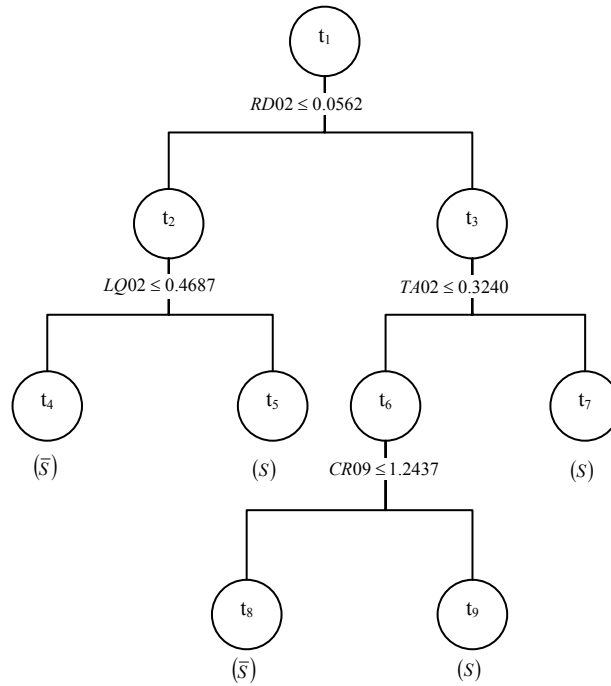 t₁
RD02 ≤ 0.0562
t₂ t₃
LQ02 ≤ 0.4687 TA02 ≤ 0.3240
t₄ t₅ t₆ t₇
(S̅) (S) CR09 ≤ 1.2437 (S)
t₈ t₉
(S̅) (S)